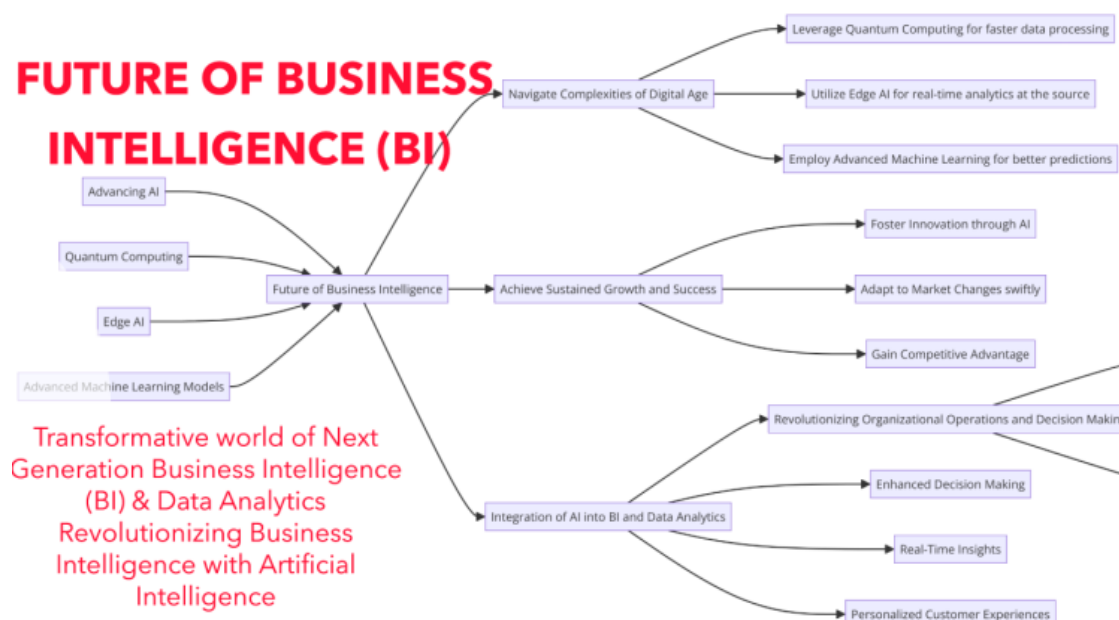 FUTURE OF BUSINESS
INTELLIGENCE (BI)
Advancing AI
Quantum Computing
Edge AI
Advanced Machine Learning Models
Future of Business Intelligence
Navigate Complexities of Digital Age
Leverage Quantum Computing for faster data processing
Utilize Edge AI for real-time analytics at the source
Employ Advanced Machine Learning for better predictions
Achieve Sustained Growth and Success
Foster Innovation through AI
Adapt to Market Changes swiftly
Gain Competitive Advantage
Integration of AI into BI and Data Analytics
Revolutionizing Organizational Operations and Decision Makin
Enhanced Decision Making
Real-Time Insights
Personalized Customer Experiences
Transformative world of Next
Generation Business Intelligence
(BI) & Data Analytics
Revolutionizing Business
Intelligence with Artificial
Intelligence